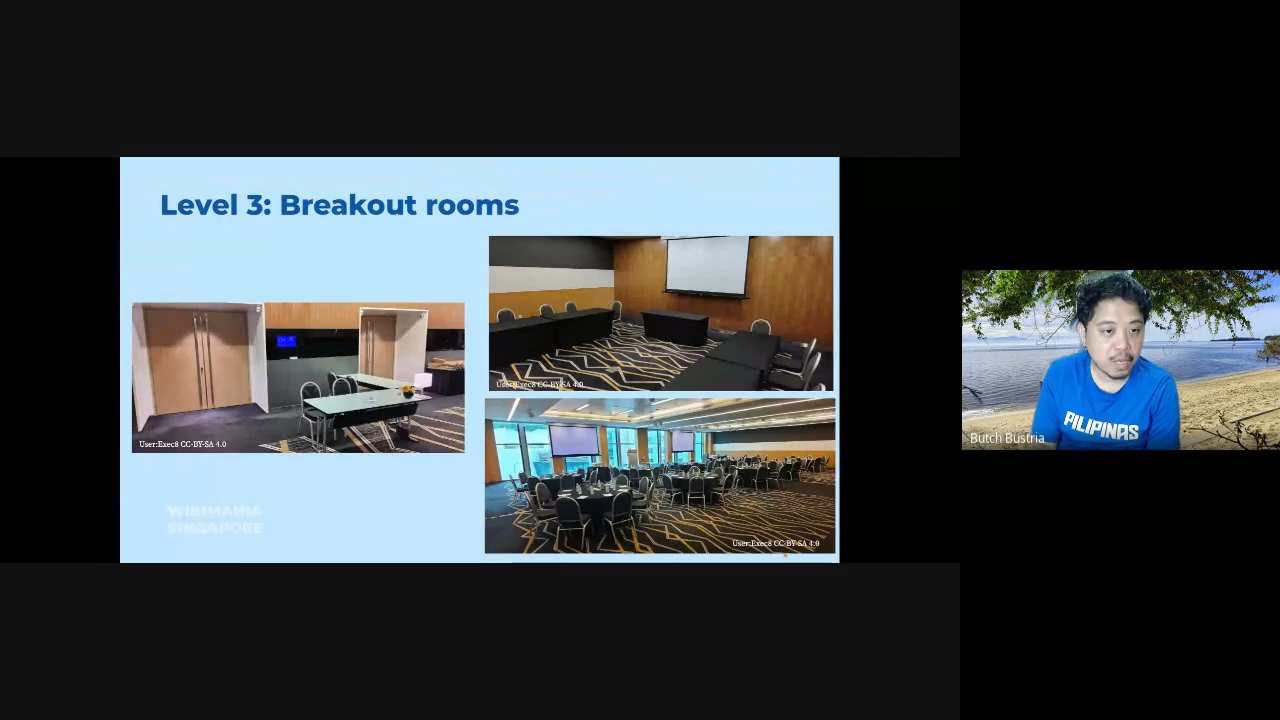 Level 3: Breakout rooms
User:Exec8 CC-BY-SA 4.0
User:Exec8 CC-BY-SA 4.0
User:Exec8 CC-BY-SA 4.0
WIKIMANIA
SINGAPORE
PILIPINAS
Butch Bustria